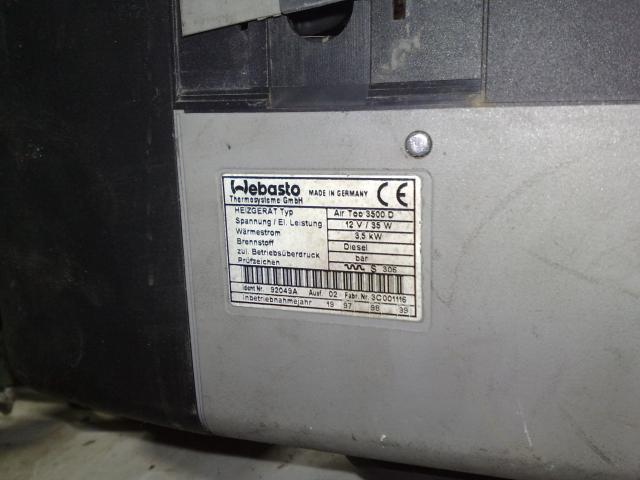 Webasto MADE IN GERMANY CE
Thermosysteme GmbH
HEIZGERÄT Typ Air Top 3500 D
Spannung / El. Leistung 12 V / 35 W
Wärmestrom 3,5 kW
Brennstoff Diesel
zul. Betriebsüberdruck bar
Prüfzeichen S 306
Ident Nr. 92049A Ausf. 02 Fabr. Nr. 3C001116
Inbetriebnahmejahr 19 97 98 99